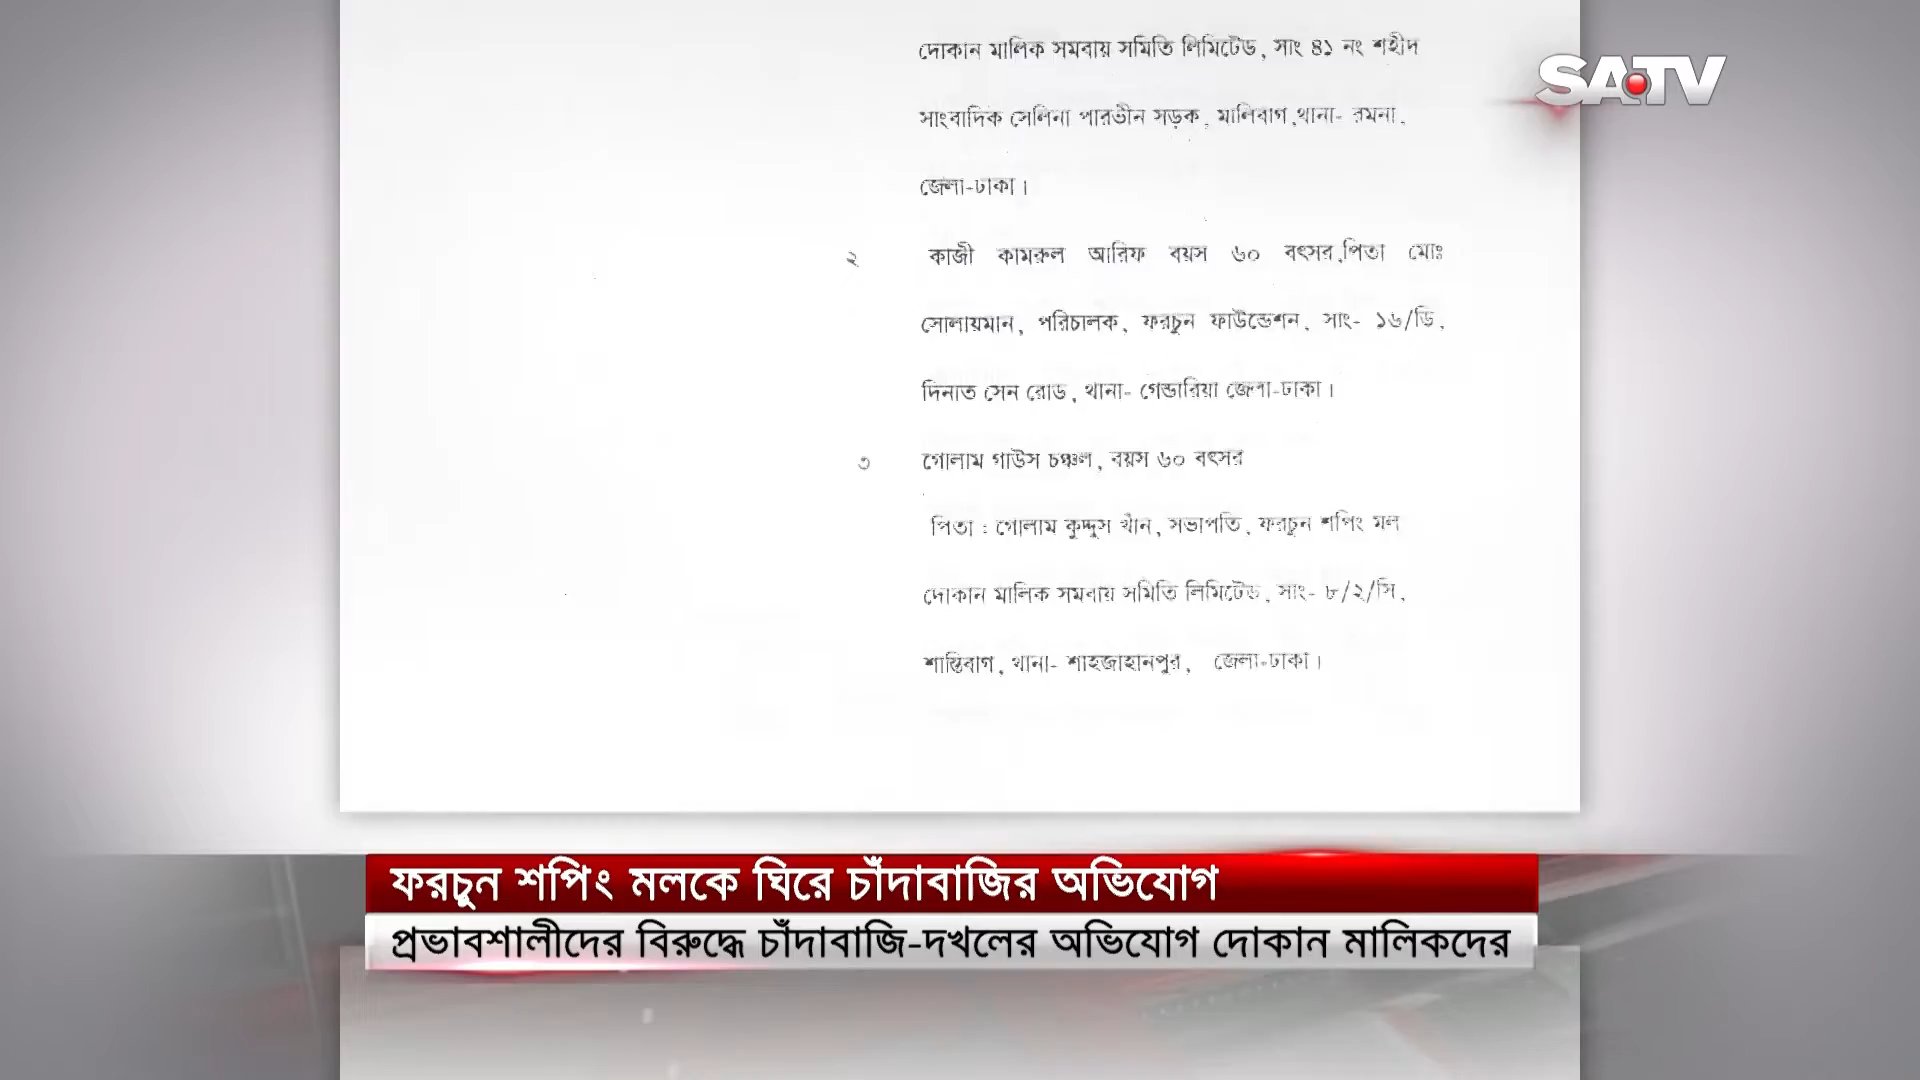 দোকান মালিক সমবায় সমিতি লিমিটেড, সাং ৪১ নং শহীদ
SATV
সাংবাদিক সেলিনা পারভীন সড়ক, মালিবাগ,থানা- রমনা,
জেলা-ঢাকা।
২ কাজী কামরুল আরিফ বয়স ৬০ বৎসর,পিতা মোঃ
সোলায়মান, পরিচালক, ফরচুন ফাউন্ডেশন, সাং- ১৬/ডি,
দিনাত সেন রোড, থানা- গেন্ডারিয়া জেলা-ঢাকা।
৩ গোলাম গাউস চঞ্চল, বয়স ৬০ বৎসর
পিতা : গোলাম কুদ্দুস খাঁন, সভাপতি, ফরচুন শপিং মল
দোকান মালিক সমবায় সমিতি লিমিটেড, সাং- ৮/২/সি,
শান্তিবাগ, থানা- শাহজাহানপুর, জেলা-ঢাকা।
ফরচুন শপিং মলকে ঘিরে চাঁদাবাজির অভিযোগ
প্রভাবশালীদের বিরুদ্ধে চাঁদাবাজি-দখলের অভিযোগ দোকান মালিকদের